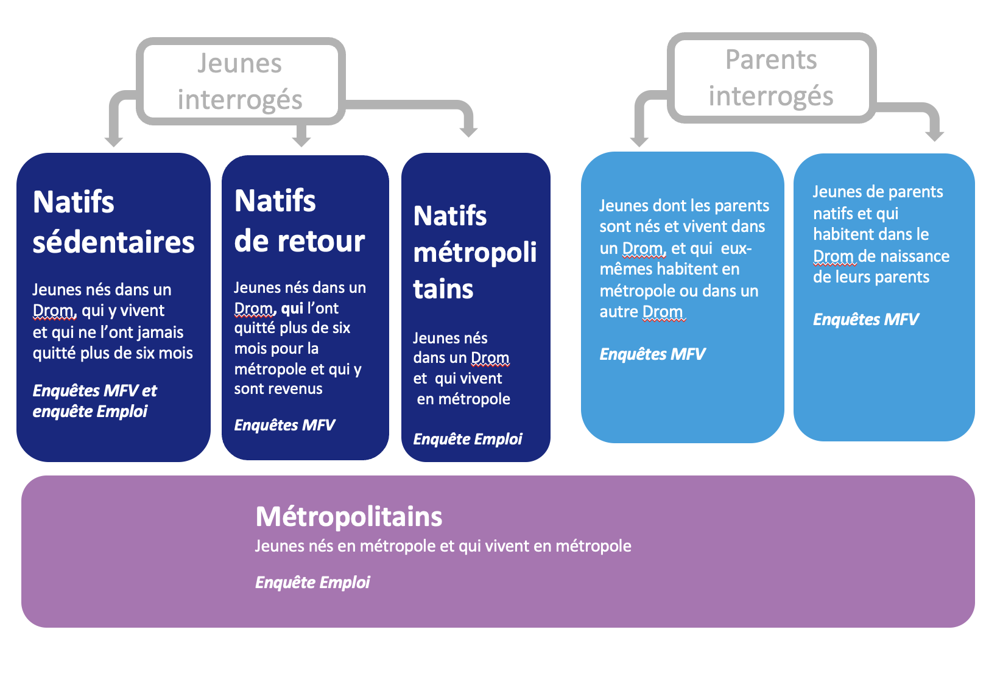 Jeunes
interrogés
Parents
interrogés
Natifs
sédentaires
Jeunes nés dans un
Drom, qui y vivent
et qui ne l’ont jamais
quitté plus de six mois
Enquêtes MFV et
enquête Emploi
Natifs
de retour
Jeunes nés dans un
Drom, qui l’ont
quitté plus de six
mois pour la
métropole et qui y
sont revenus
Enquêtes MFV
Natifs
métropoli
tains
Jeunes nés
dans un Drom
et qui vivent
en métropole
Enquête Emploi
Jeunes dont les parents
sont nés et vivent dans
un Drom, et qui eux-
mêmes habitent en
métropole ou dans un
autre Drom
Enquêtes MFV
Jeunes de parents
natifs et qui
habitent dans le
Drom de naissance
de leurs parents
Enquêtes MFV
Métropolitains
Jeunes nés en métropole et qui vivent en métropole
Enquête Emploi